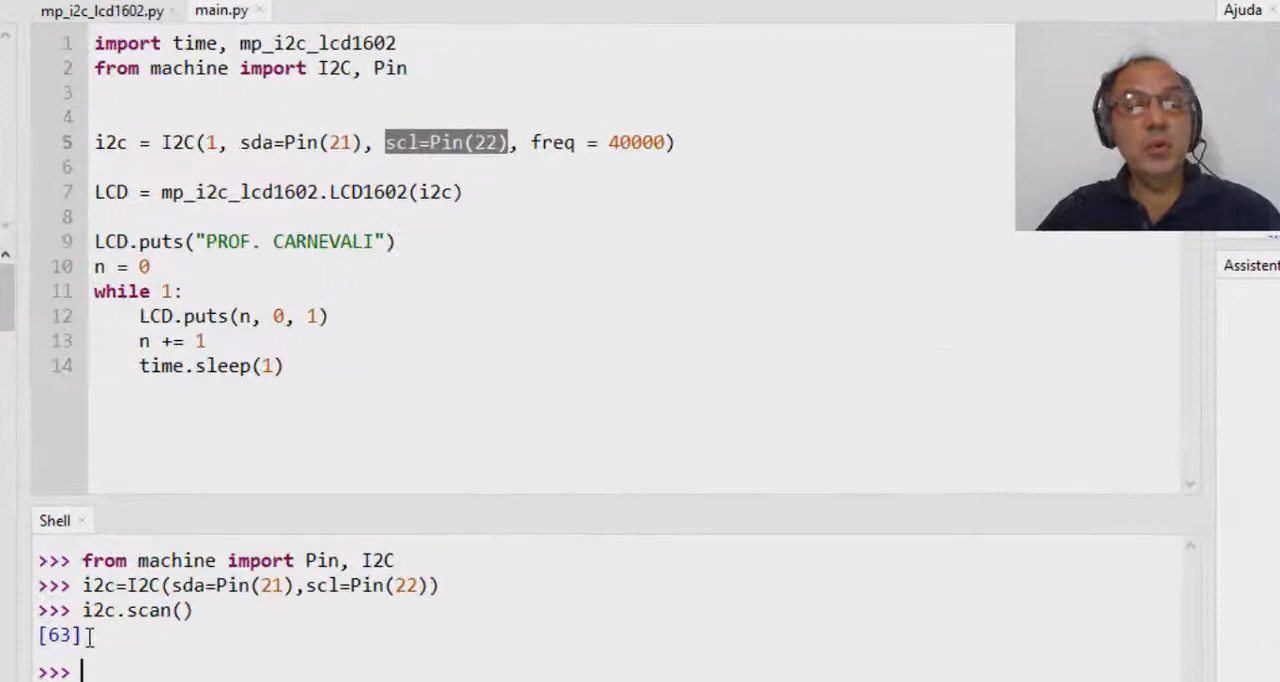 mp_i2c_lcd1602.py
main.py
Ajuda
1 import time, mp_i2c_lcd1602
2 from machine import I2C, Pin
3
4
5 i2c = I2C(1, sda=Pin(21), scl=Pin(22), freq = 40000)
6
7 LCD = mp_i2c_lcd1602.LCD1602(i2c)
8
9 LCD.puts("PROF. CARNEVALI")
10 n = 0
11 while 1:
12 LCD.puts(n, 0, 1)
13 n += 1
14 time.sleep(1)
Assistent
Shell
>>> from machine import Pin, I2C
>>> i2c=I2C(sda=Pin(21),scl=Pin(22))
>>> i2c.scan()
[63]
>>>